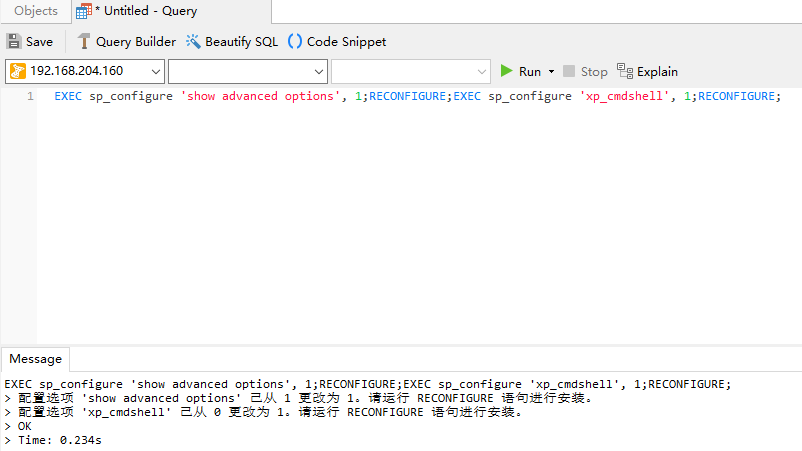 Objects
* Untitled - Query
Save
Query Builder
Beautify SQL
Code Snippet
192.168.204.160
Run
Stop
Explain
1
EXEC sp_configure 'show advanced options', 1;RECONFIGURE;EXEC sp_configure 'xp_cmdshell', 1;RECONFIGURE;
Message
EXEC sp_configure 'show advanced options', 1;RECONFIGURE;EXEC sp_configure 'xp_cmdshell', 1;RECONFIGURE;
> 配置选项 'show advanced options' 已从 1 更改为 1。请运行 RECONFIGURE 语句进行安装。
> 配置选项 'xp_cmdshell' 已从 0 更改为 1。请运行 RECONFIGURE 语句进行安装。
> OK
> Time: 0.234s